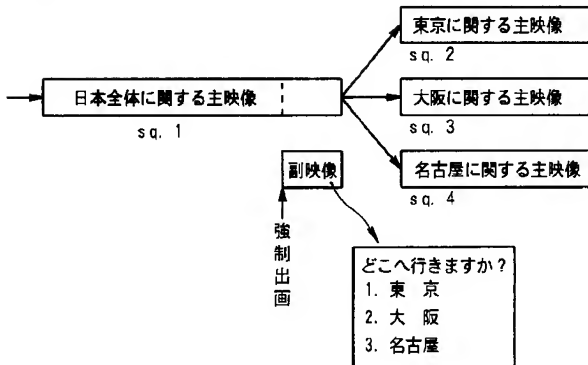 東京に関する主映像
sq. 2
日本全体に関する主映像
sq. 1
大阪に関する主映像
sq. 3
副映像
名古屋に関する主映像
sq. 4
強制出画
どこへ行きますか？
1. 東　京
2. 大　阪
3. 名古屋